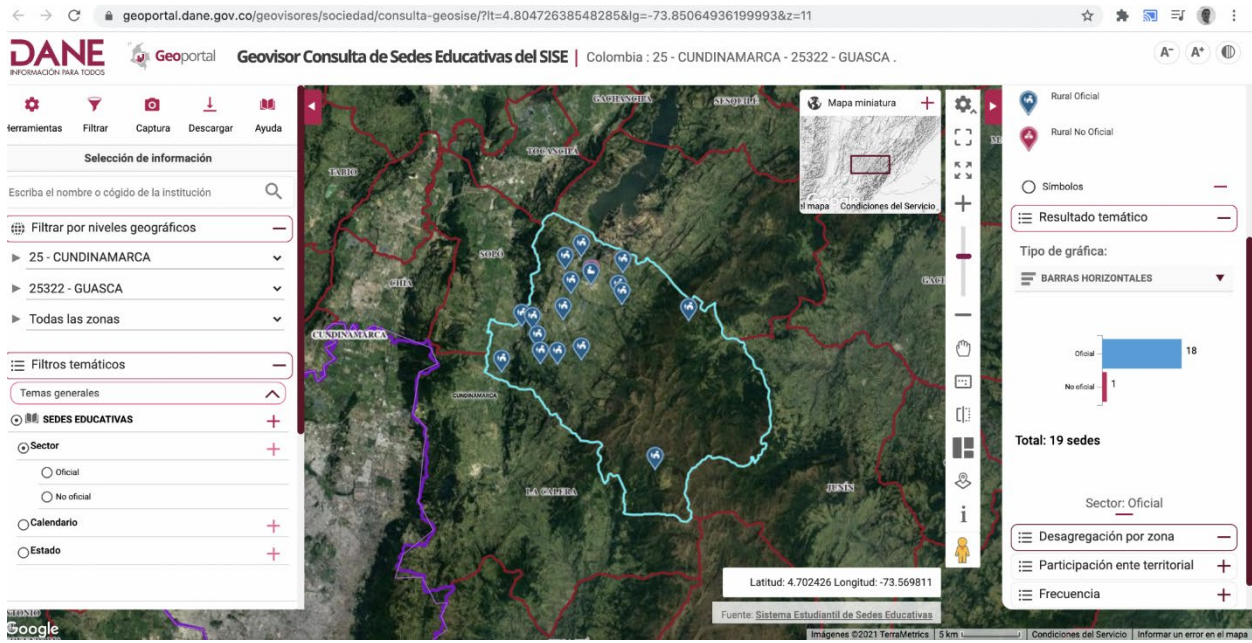 geoportal.dane.gov.co/geovisores/sociedad/consulta-geosise/?lt=4.80472638548285&lg=-73.85064936199993&z=11
DANE
INFORMACIÓN PARA TODOS
Geoportal
Geovisor Consulta de Sedes Educativas del SISE | Colombia : 25 - CUNDINAMARCA - 25322 - GUASCA .
A-
A+
Herramientas
Filtrar
Captura
Descargar
Ayuda
Selección de información
Escriba el nombre o cógido de la institución
Filtrar por niveles geográficos
25 - CUNDINAMARCA
25322 - GUASCA
Todas las zonas
Filtros temáticos
Temas generales
SEDES EDUCATIVAS
Sector
Oficial
No oficial
Calendario
Estado
GACHANCIPÁ
SESQUILÉ
TOCANCIPÁ
TABIO
SOPÓ
CHÍA
CUNDINAMARCA
CUNDINAMARCA
LA CALERA
JUNÍN
Google
Mapa miniatura
el mapa
Condiciones del Servicio
Latitud: 4.702426 Longitud: -73.569811
Fuente: Sistema Estudiantil de Sedes Educativas
Imágenes ©2021 TerraMetrics
5 km
Condiciones del Servicio
Informar un error en el mapa
Rural Oficial
Rural No Oficial
Símbolos
Resultado temático
Tipo de gráfica:
BARRAS HORIZONTALES
Oficial
18
No oficial
1
Total: 19 sedes
Sector: Oficial
Desagregación por zona
Participación ente territorial
Frecuencia